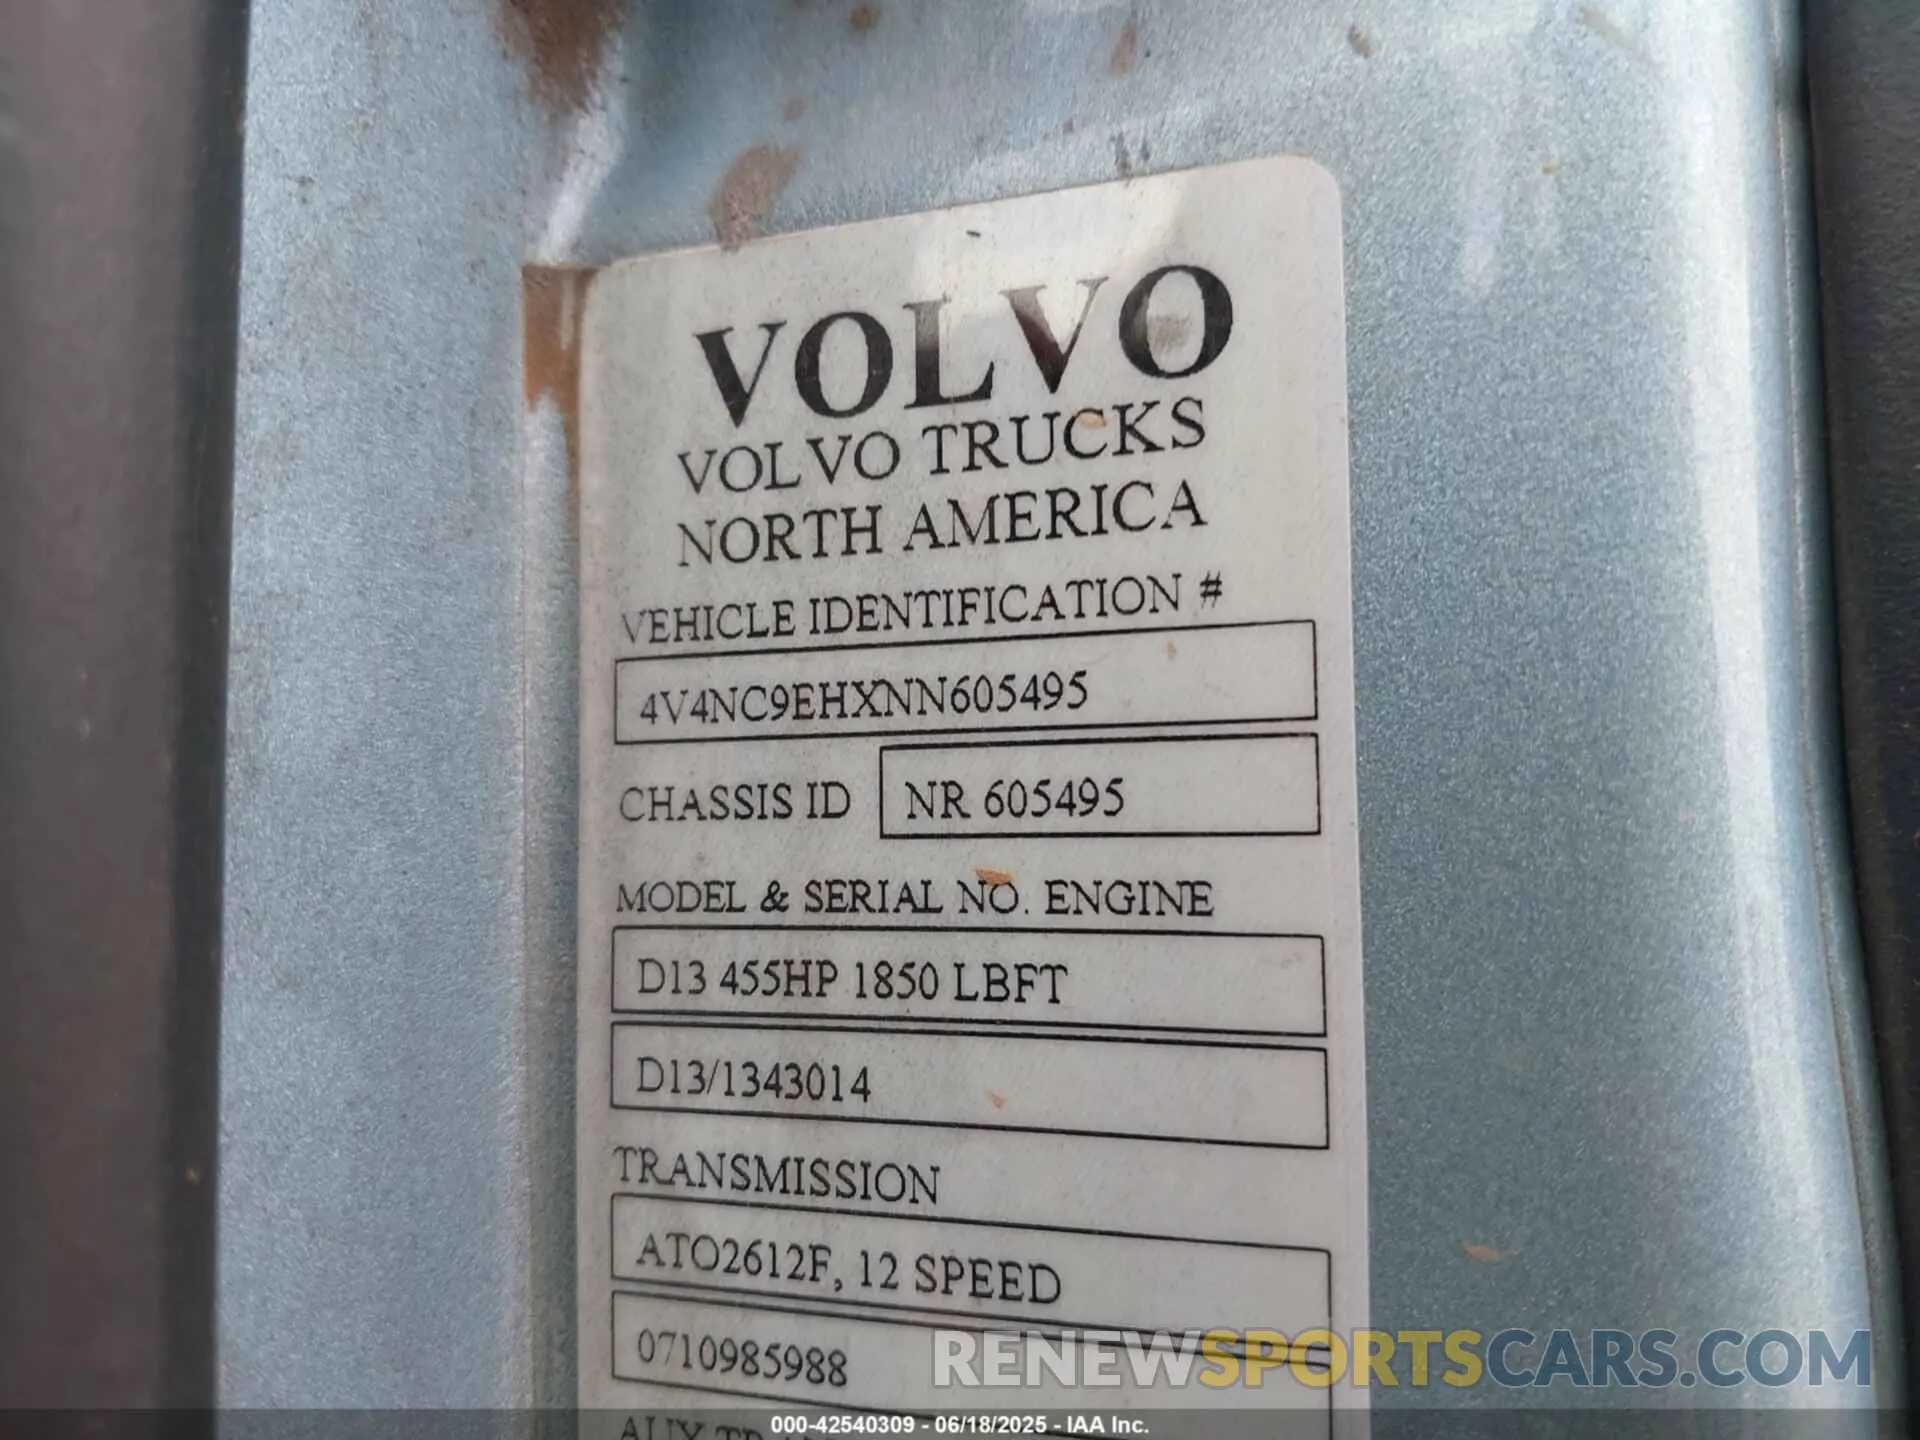 VOLVO
VOLVO TRUCKS
NORTH AMERICA
VEHICLE IDENTIFICATION #
4V4NC9EHXNN605495
CHASSIS ID NR 605495
MODEL & SERIAL NO. ENGINE
D13 455HP 1850 LBFT
D13/1343014
TRANSMISSION
ATO2612F, 12 SPEED
0710985988
RENEWSPORTSCARS.COM
AUX
000-42540309 - 06/18/2025 - IAA Inc.